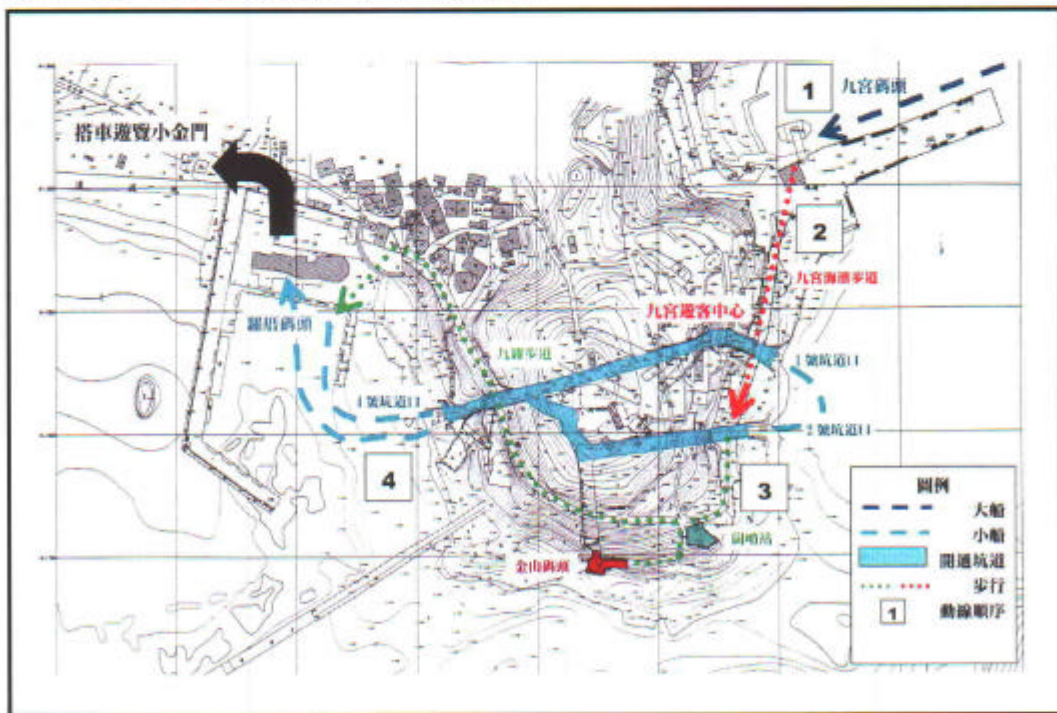 1
九宮碼頭
搭車遊覽小金門
2
九宮海濱步道
九宮遊客中心
羅厝碼頭
九羅步道
1號坑道口
4號坑道口
2號坑道口
4
3
金山碼頭
圖例
大船
小船
開通坑道
步行
1
動線順序